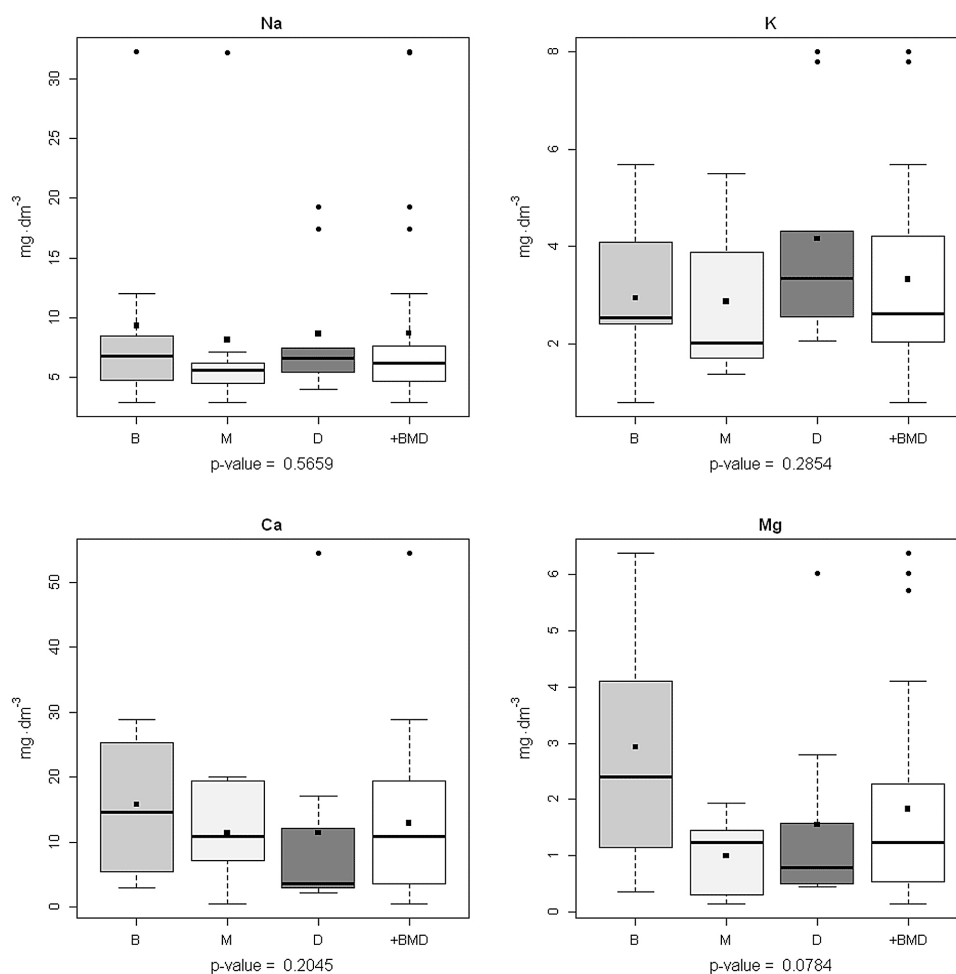 Na
30
25
20
15
10
5
mg·dm⁻³
B M D +BMD
p-value = 0.5659
K
8
6
4
2
mg·dm⁻³
B M D +BMD
p-value = 0.2854
Ca
50
40
30
20
10
0
mg·dm⁻³
B M D +BMD
p-value = 0.2045
Mg
6
5
4
3
2
1
0
mg·dm⁻³
B M D +BMD
p-value = 0.0784